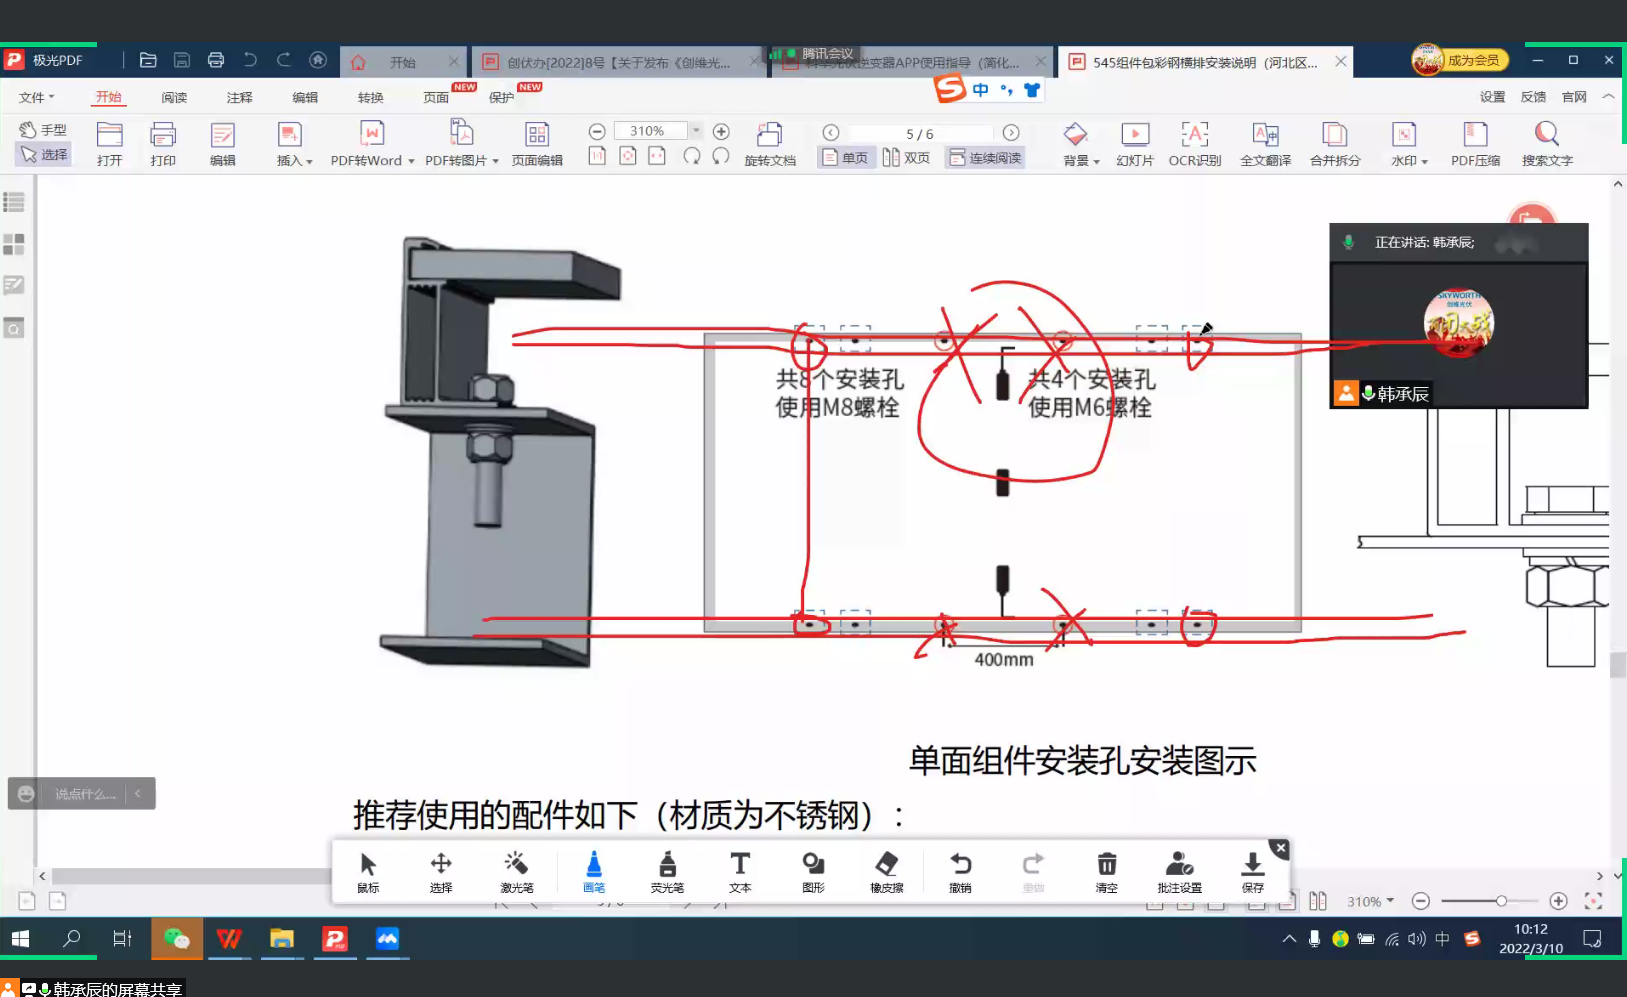 极光PDF
开始
创伏办[2022]8号【关于发布《创维光...
腾讯会议
逆变器APP使用指导（简化...
545组件包彩钢横排安装说明（河北区...
成为会员
文件
开始
阅读
注释
编辑
转换
页面
NEW
保护
NEW
中
设置
反馈
官网
手型
选择
打开
打印
编辑
插入
PDF转Word
PDF转图片
页面编辑
310%
旋转文档
5 / 6
单页
双页
连续阅读
背景
幻灯片
OCR识别
全文翻译
合并拆分
水印
PDF压缩
搜索文字
正在讲话: 韩承辰;
SKYWORTH
创维光伏
韩承辰
共8个安装孔
使用M8螺栓
共4个安装孔
使用M6螺栓
400mm
单面组件安装孔安装图示
推荐使用的配件如下（材质为不锈钢）：
说点什么...
鼠标
选择
激光笔
画笔
荧光笔
文本
图形
橡皮擦
撤销
重做
清空
批注设置
保存
310%
中
10:12
2022/3/10
韩承辰的屏幕共享